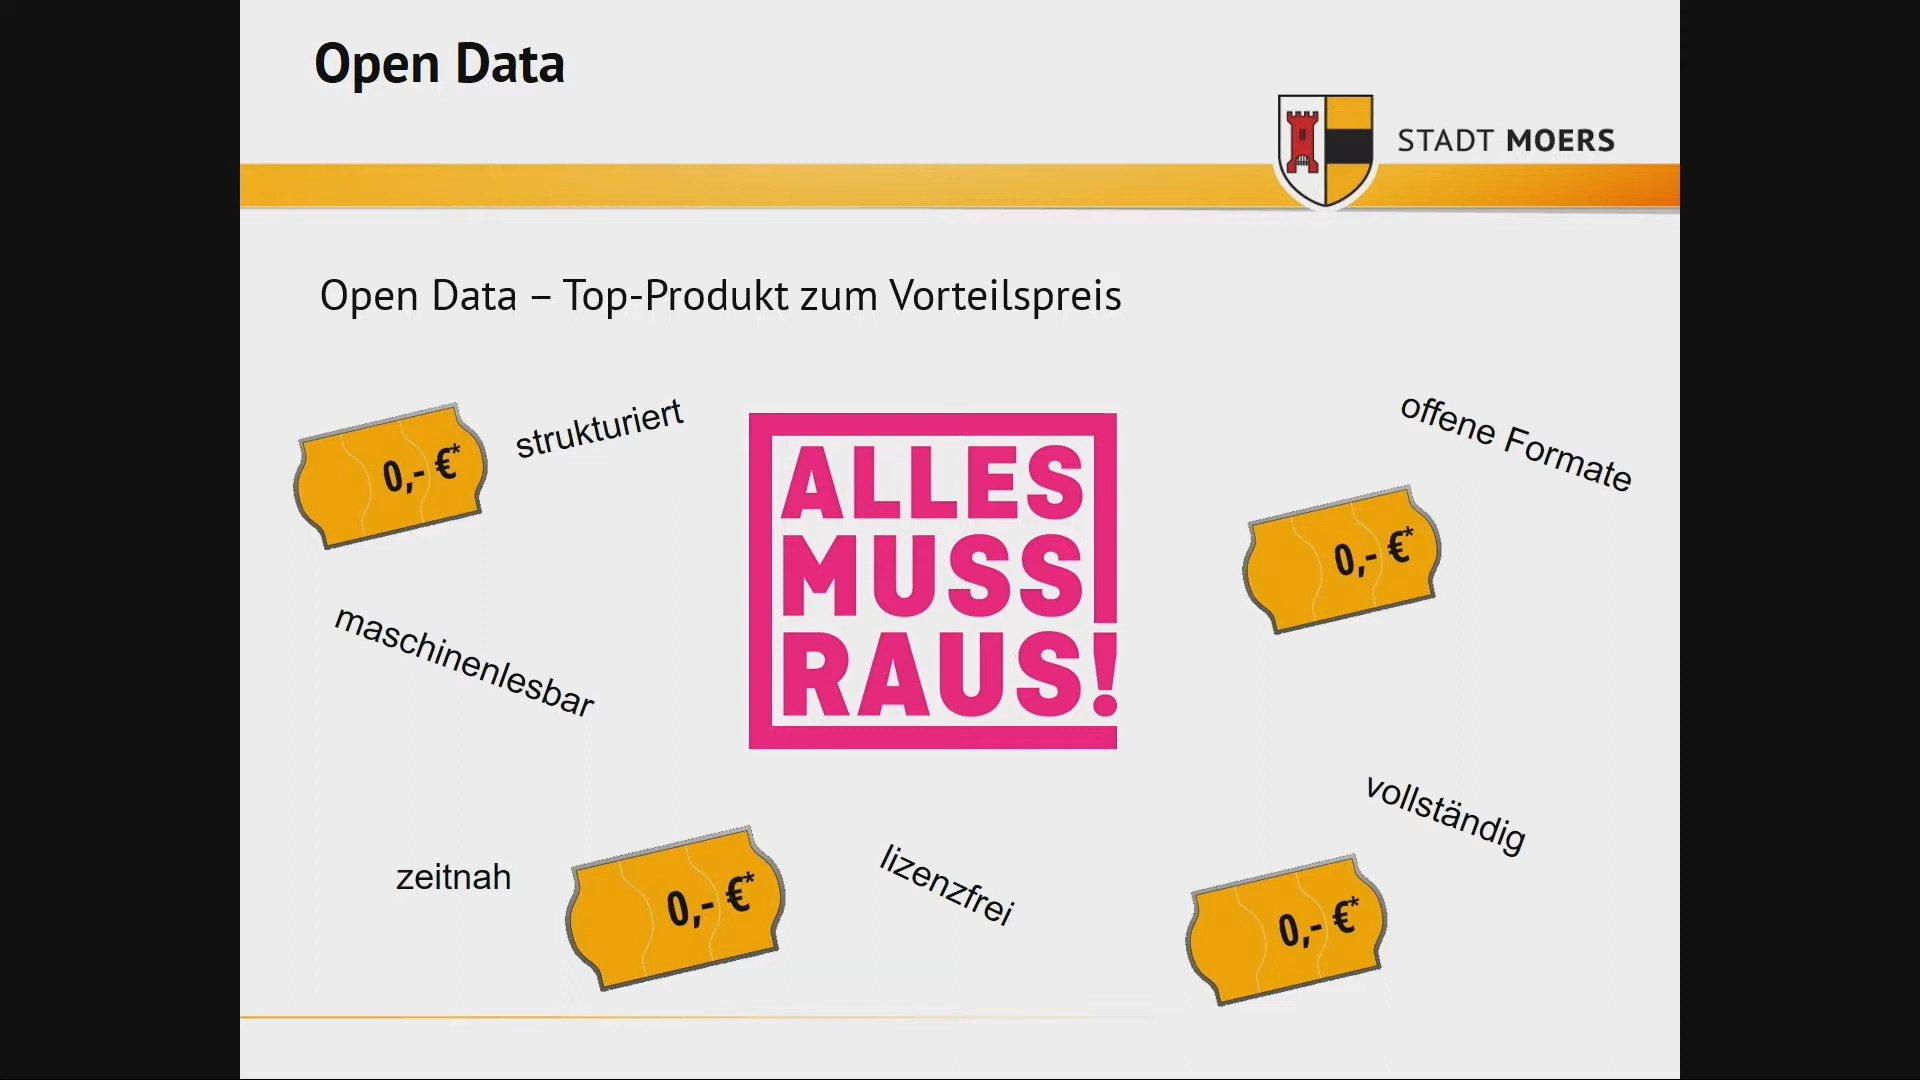 Open Data
STADT MOERS
Open Data – Top-Produkt zum Vorteilspreis
strukturiert
offene Formate
0,- €*
ALLES
MUSS
RAUS!
0,- €*
maschinenlesbar
vollständig
zeitnah
0,- €*
lizenzfrei
0,- €*